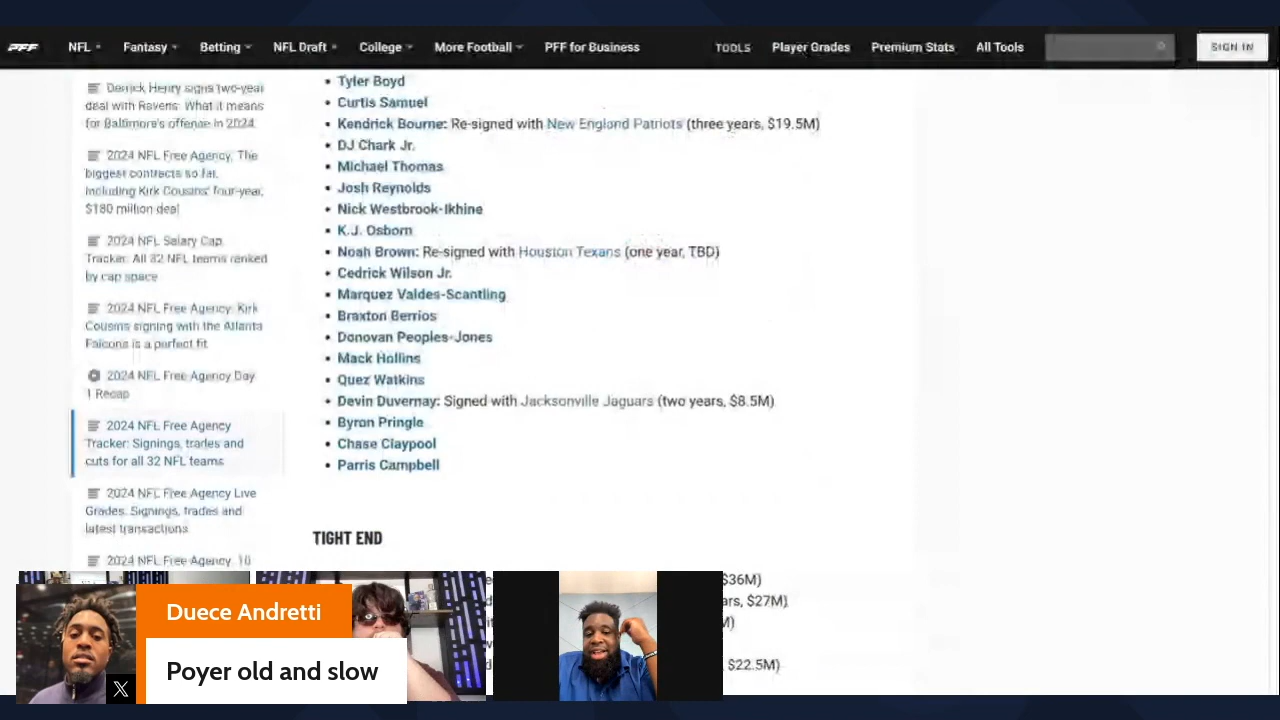 PFF
NFL
Fantasy
Betting
NFL Draft
College
More Football
PFF for Business
TOOLS
Player Grades
Premium Stats
All Tools
SIGN IN
Derrick Henry signs two-year
deal with Ravens: What it means
for Baltimore's offense in 2024
2024 NFL Free Agency: The
biggest contracts so far,
including Kirk Cousins' four-year,
$180 million deal
2024 NFL Salary Cap
Tracker: All 32 NFL teams ranked
by cap space
2024 NFL Free Agency: Kirk
Cousins signing with the Atlanta
Falcons is a perfect fit
2024 NFL Free Agency Day
1 Recap
2024 NFL Free Agency
Tracker: Signings, trades and
cuts for all 32 NFL teams
2024 NFL Free Agency Live
Grades: Signings, trades and
latest transactions
2024 NFL Free Agency: 10
Tyler Boyd
Curtis Samuel
Kendrick Bourne: Re-signed with New England Patriots (three years, $19.5M)
DJ Chark Jr.
Michael Thomas
Josh Reynolds
Nick Westbrook-Ikhine
K.J. Osborn
Noah Brown: Re-signed with Houston Texans (one year, TBD)
Cedrick Wilson Jr.
Marquez Valdes-Scantling
Braxton Berrios
Donovan Peoples-Jones
Mack Hollins
Quez Watkins
Devin Duvernay: Signed with Jacksonville Jaguars (two years, $8.5M)
Byron Pringle
Chase Claypool
Parris Campbell
TIGHT END
$36M)
ars, $27M)
M)
, $22.5M)
Duece Andretti
Poyer old and slow
X